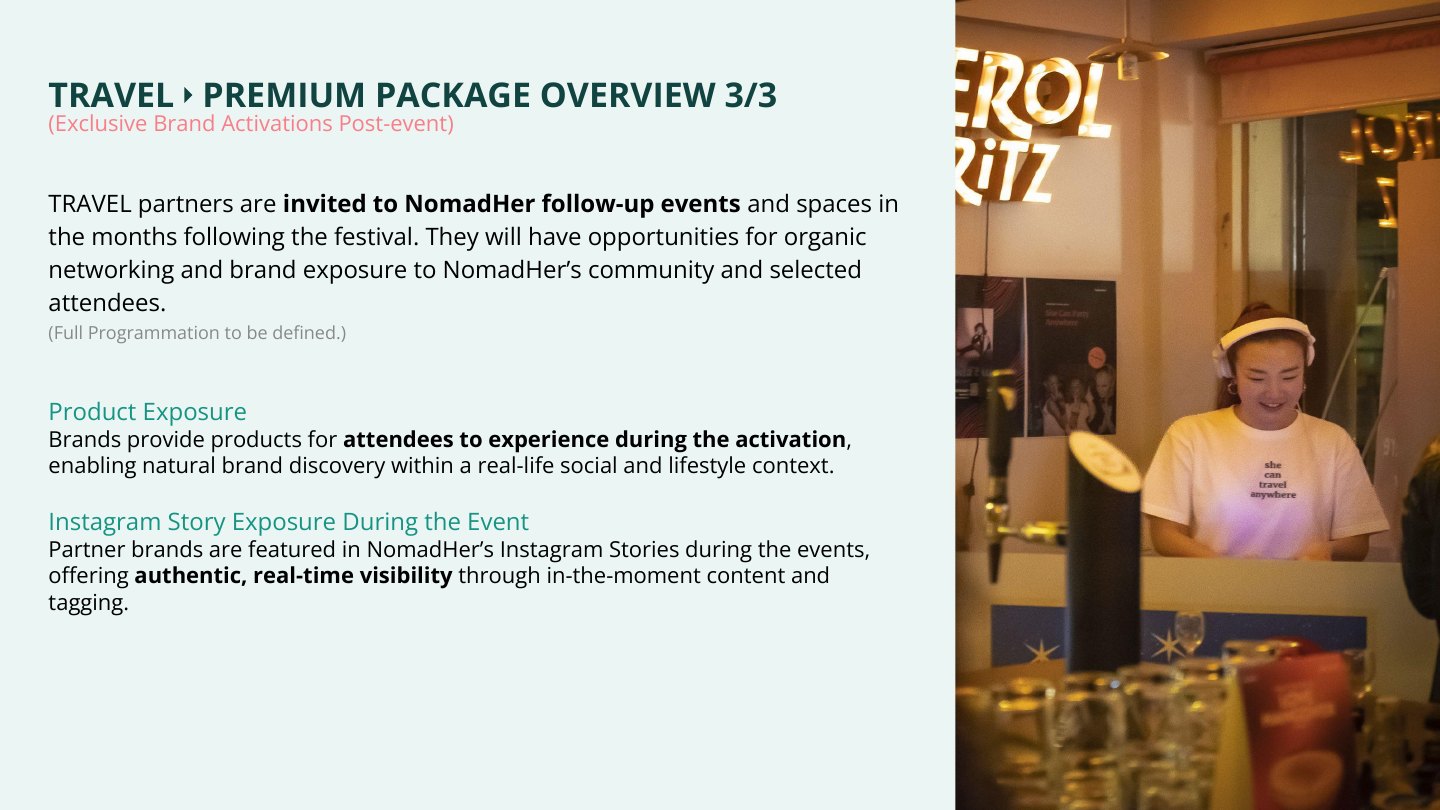 TRAVEL ▸ PREMIUM PACKAGE OVERVIEW 3/3
(Exclusive Brand Activations Post-event)
TRAVEL partners are invited to NomadHer follow-up events and spaces in
the months following the festival. They will have opportunities for organic
networking and brand exposure to NomadHer’s community and selected
attendees.
(Full Programmation to be defined.)
Product Exposure
Brands provide products for attendees to experience during the activation,
enabling natural brand discovery within a real-life social and lifestyle context.
Instagram Story Exposure During the Event
Partner brands are featured in NomadHer’s Instagram Stories during the events,
offering authentic, real-time visibility through in-the-moment content and
tagging.
EROL
RiTZ
She Can Party
Anywhere
she
can
travel
anywhere